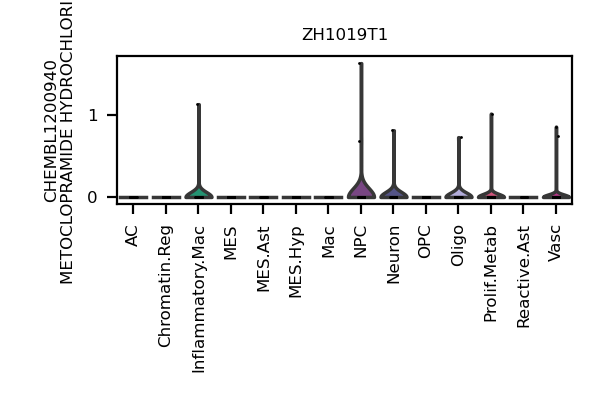 ZH1019T1
CHEMBL1200940
METOCLOPRAMIDE HYDROCHLORI
1
0
AC
Chromatin.Reg
Inflammatory.Mac
MES
MES.Ast
MES.Hyp
Mac
NPC
Neuron
OPC
Oligo
Prolif.Metab
Reactive.Ast
Vasc